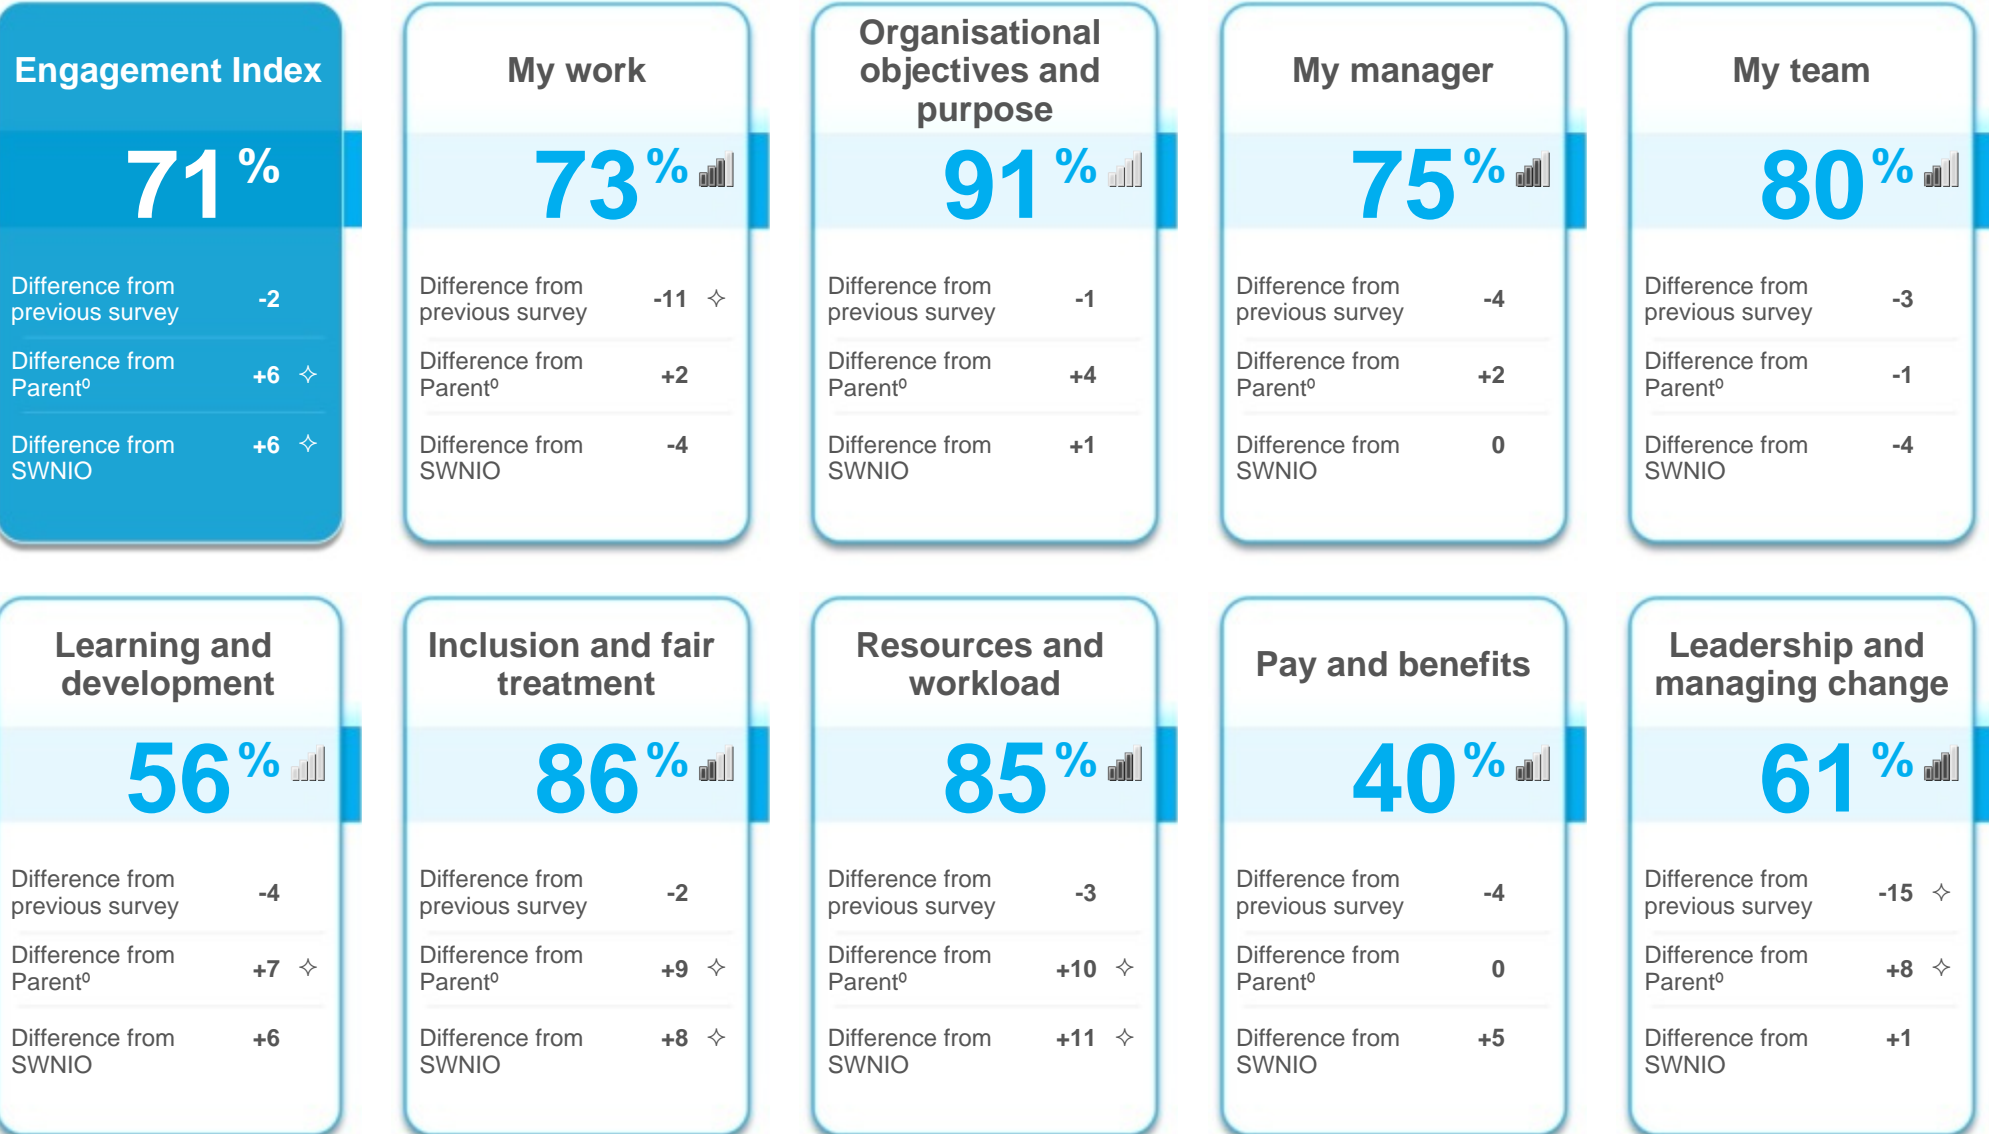 Engagement Index
71%
Difference from
previous survey
-2
Difference from
Parent⁰
+6 ✧
Difference from
SWNIO
+6 ✧
My work
73%
Difference from
previous survey
-11 ✧
Difference from
Parent⁰
+2
Difference from
SWNIO
-4
Organisational
objectives and
purpose
91%
Difference from
previous survey
-1
Difference from
Parent⁰
+4
Difference from
SWNIO
+1
My manager
75%
Difference from
previous survey
-4
Difference from
Parent⁰
+2
Difference from
SWNIO
0
My team
80%
Difference from
previous survey
-3
Difference from
Parent⁰
-1
Difference from
SWNIO
-4
Learning and
development
56%
Difference from
previous survey
-4
Difference from
Parent⁰
+7 ✧
Difference from
SWNIO
+6
Inclusion and fair
treatment
86%
Difference from
previous survey
-2
Difference from
Parent⁰
+9 ✧
Difference from
SWNIO
+8 ✧
Resources and
workload
85%
Difference from
previous survey
-3
Difference from
Parent⁰
+10 ✧
Difference from
SWNIO
+11 ✧
Pay and benefits
40%
Difference from
previous survey
-4
Difference from
Parent⁰
0
Difference from
SWNIO
+5
Leadership and
managing change
61%
Difference from
previous survey
-15 ✧
Difference from
Parent⁰
+8 ✧
Difference from
SWNIO
+1